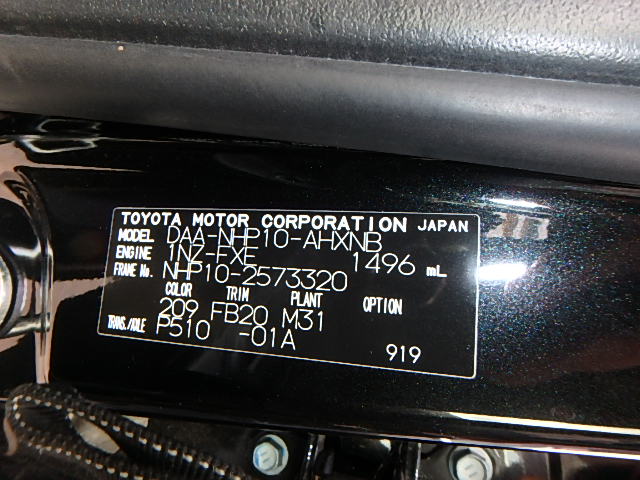 TOYOTA MOTOR CORPORATION JAPAN
MODEL DAA-NHP10-AHXNB
ENGINE 1NZ-FXE 1496 mL
FRAME No. NHP10-2573320
COLOR TRIM PLANT OPTION
209 FB20 M31
TRANS./AXLE P510 -01A
919